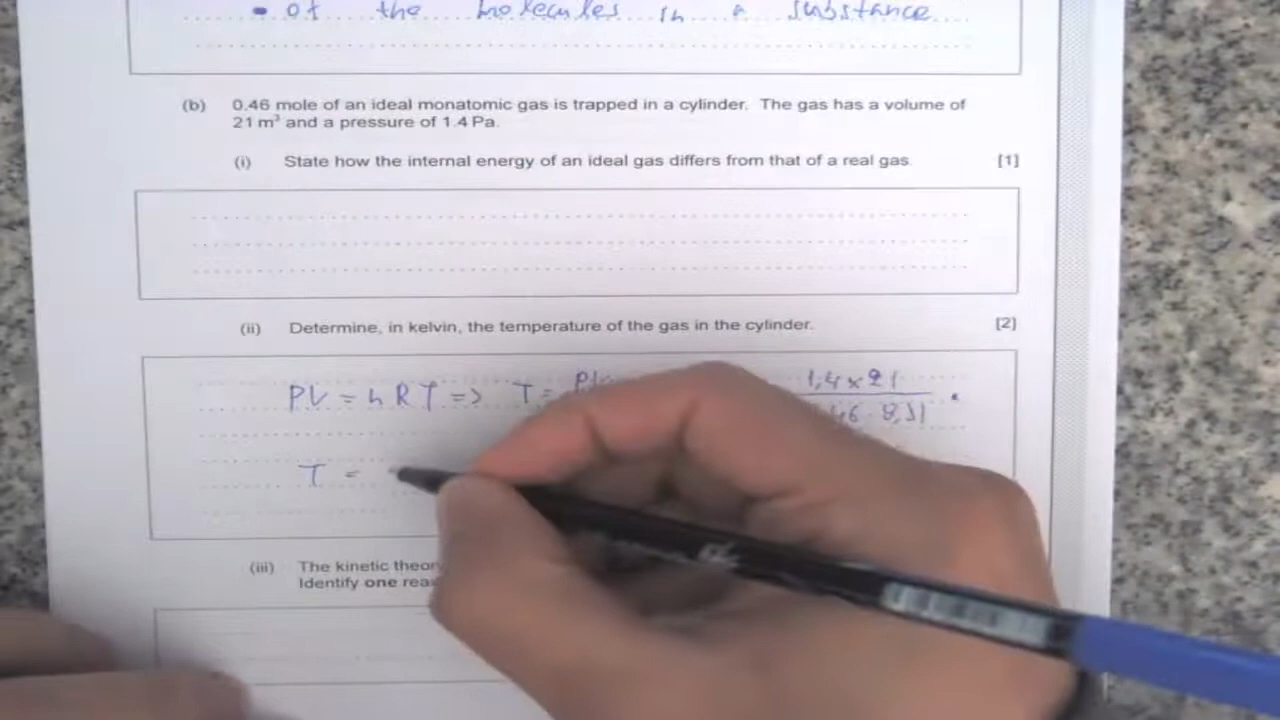 • of the molecules in a substance
(b) 0.46 mole of an ideal monatomic gas is trapped in a cylinder. The gas has a volume of
21 m³ and a pressure of 1.4 Pa.
(i) State how the internal energy of an ideal gas differs from that of a real gas. [1]
(ii) Determine, in kelvin, the temperature of the gas in the cylinder. [2]
PV = nRT => T =
1,4 x 21
8,31
T =
(iii) The kinetic theory
Identify one